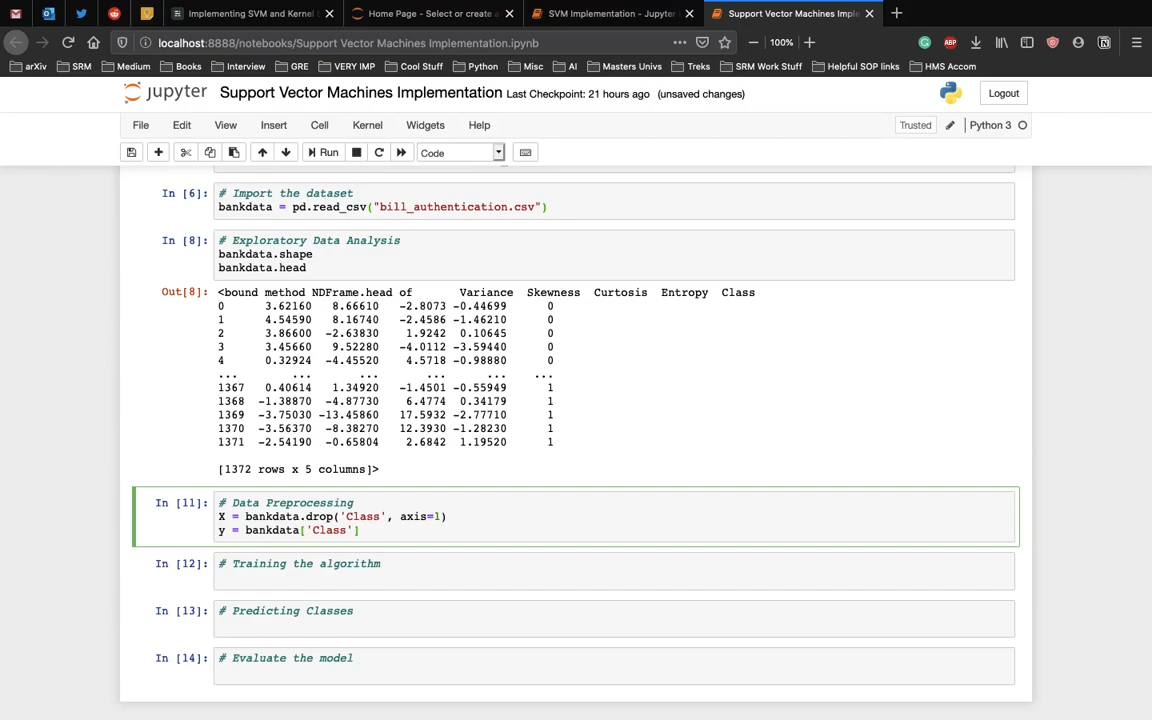 Implementing SVM and Kernel
Home Page - Select or create a
SVM Implementation - Jupyter
Support Vector Machines Imple
localhost:8888/notebooks/Support Vector Machines Implementation.ipynb
100%
arXiv SRM Medium Books Interview GRE VERY IMP Cool Stuff Python Misc AI Masters Univs Treks SRM Work Stuff Helpful SOP links HMS Accom
jupyter Support Vector Machines Implementation Last Checkpoint: 21 hours ago (unsaved changes) Logout
File Edit View Insert Cell Kernel Widgets Help Trusted Python 3
Run Code
In [6]: # Import the dataset
bankdata = pd.read_csv("bill_authentication.csv")
In [8]: # Exploratory Data Analysis
bankdata.shape
bankdata.head
Out[8]: <bound method NDFrame.head of Variance Skewness Curtosis Entropy Class
0 3.62160 8.66610 -2.8073 -0.44699 0
1 4.54590 8.16740 -2.4586 -1.46210 0
2 3.86600 -2.63830 1.9242 0.10645 0
3 3.45660 9.52280 -4.0112 -3.59440 0
4 0.32924 -4.45520 4.5718 -0.98880 0
... ... ... ... ... ...
1367 0.40614 1.34920 -1.4501 -0.55949 1
1368 -1.38870 -4.87730 6.4774 0.34179 1
1369 -3.75030 -13.45860 17.5932 -2.77710 1
1370 -3.56370 -8.38270 12.3930 -1.28230 1
1371 -2.54190 -0.65804 2.6842 1.19520 1
[1372 rows x 5 columns]>
In [11]: # Data Preprocessing
X = bankdata.drop('Class', axis=1)
y = bankdata['Class']
In [12]: # Training the algorithm
In [13]: # Predicting Classes
In [14]: # Evaluate the model